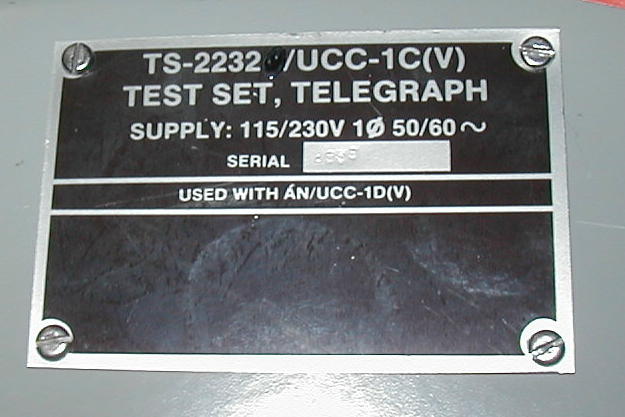 TS-2232 /UCC-1C(V)
TEST SET, TELEGRAPH
SUPPLY: 115/230V 1Ø 50/60~
SERIAL
USED WITH AN/UCC-1D(V)